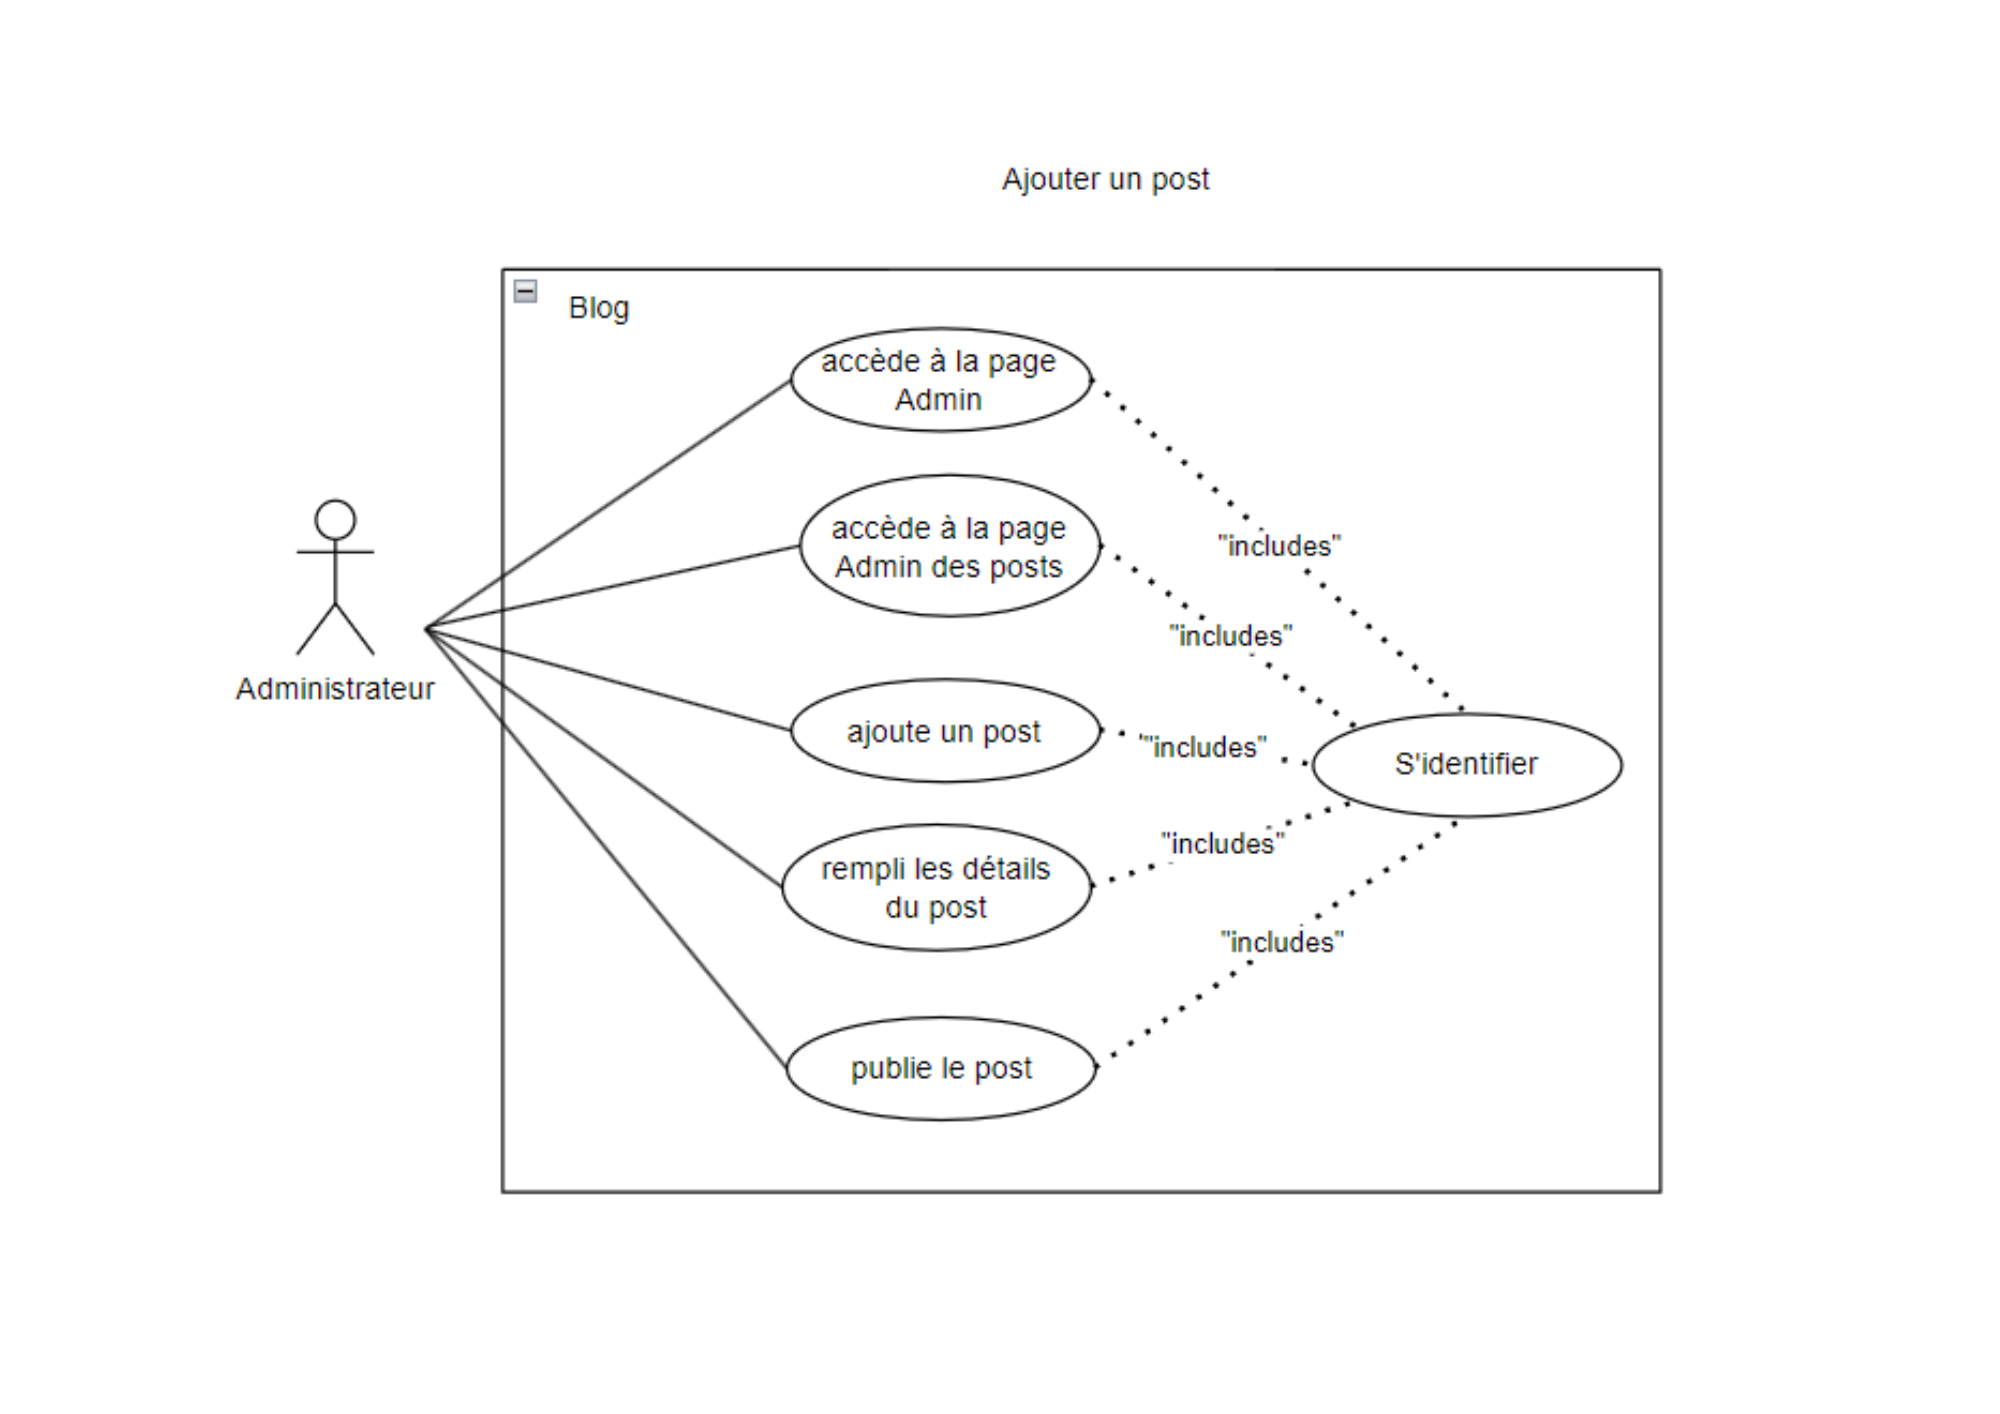 Ajouter un post
Blog
accède à la page
Admin
accède à la page
Admin des posts
"includes"
"includes"
Administrateur
ajoute un post
"includes"
S'identifier
rempli les détails
du post
"includes"
"includes"
publie le post